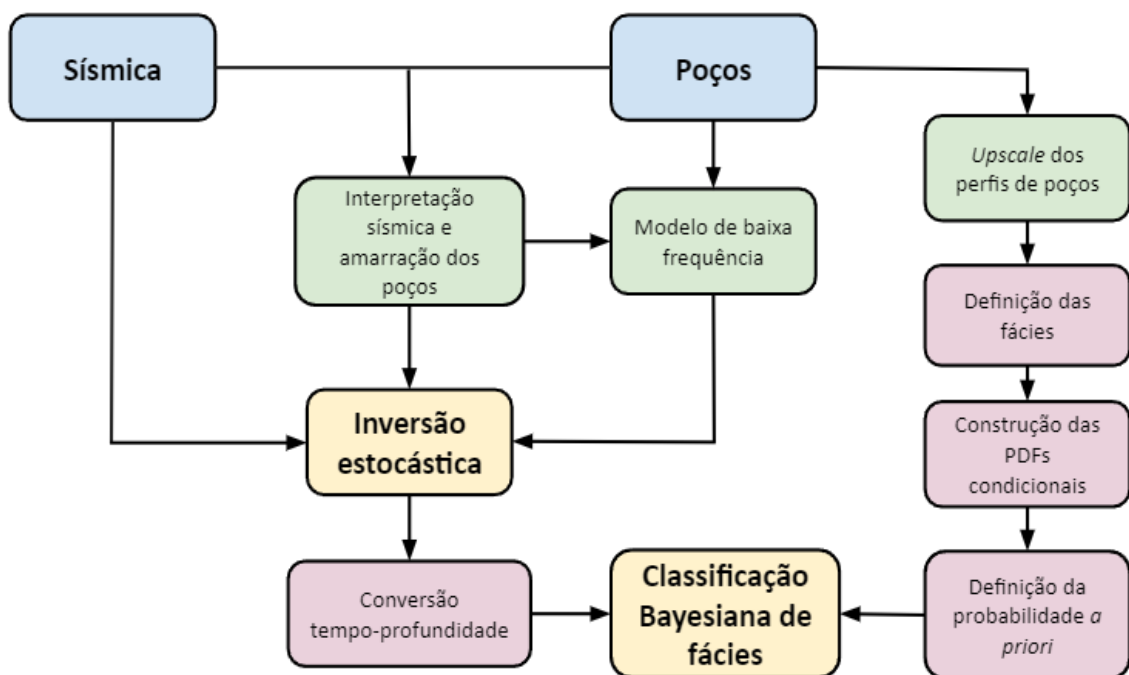 Sísmica
Poços
Upscale dos
perfis de poços
Interpretação
sísmica e
amarração dos
poços
Modelo de baixa
frequência
Definição das
fácies
Inversão
estocástica
Construção das
PDFs
condicionais
Conversão
tempo-profundidade
Classificação
Bayesiana de
fácies
Definição da
probabilidade a
priori